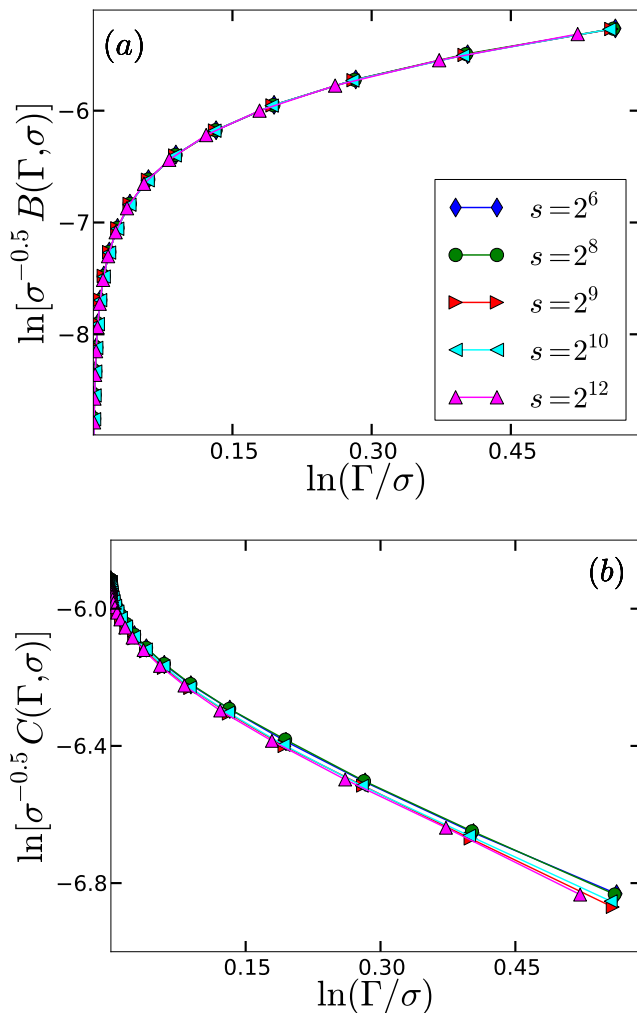 (a)
ln[σ^{-0.5} B(Γ,σ)]
−6
−7
−8
s=2^6
s=2^8
s=2^9
s=2^{10}
s=2^{12}
0.15 0.30 0.45
ln(Γ/σ)
(b)
ln[σ^{-0.5} C(Γ,σ)]
−6.0
−6.4
−6.8
0.15 0.30 0.45
ln(Γ/σ)